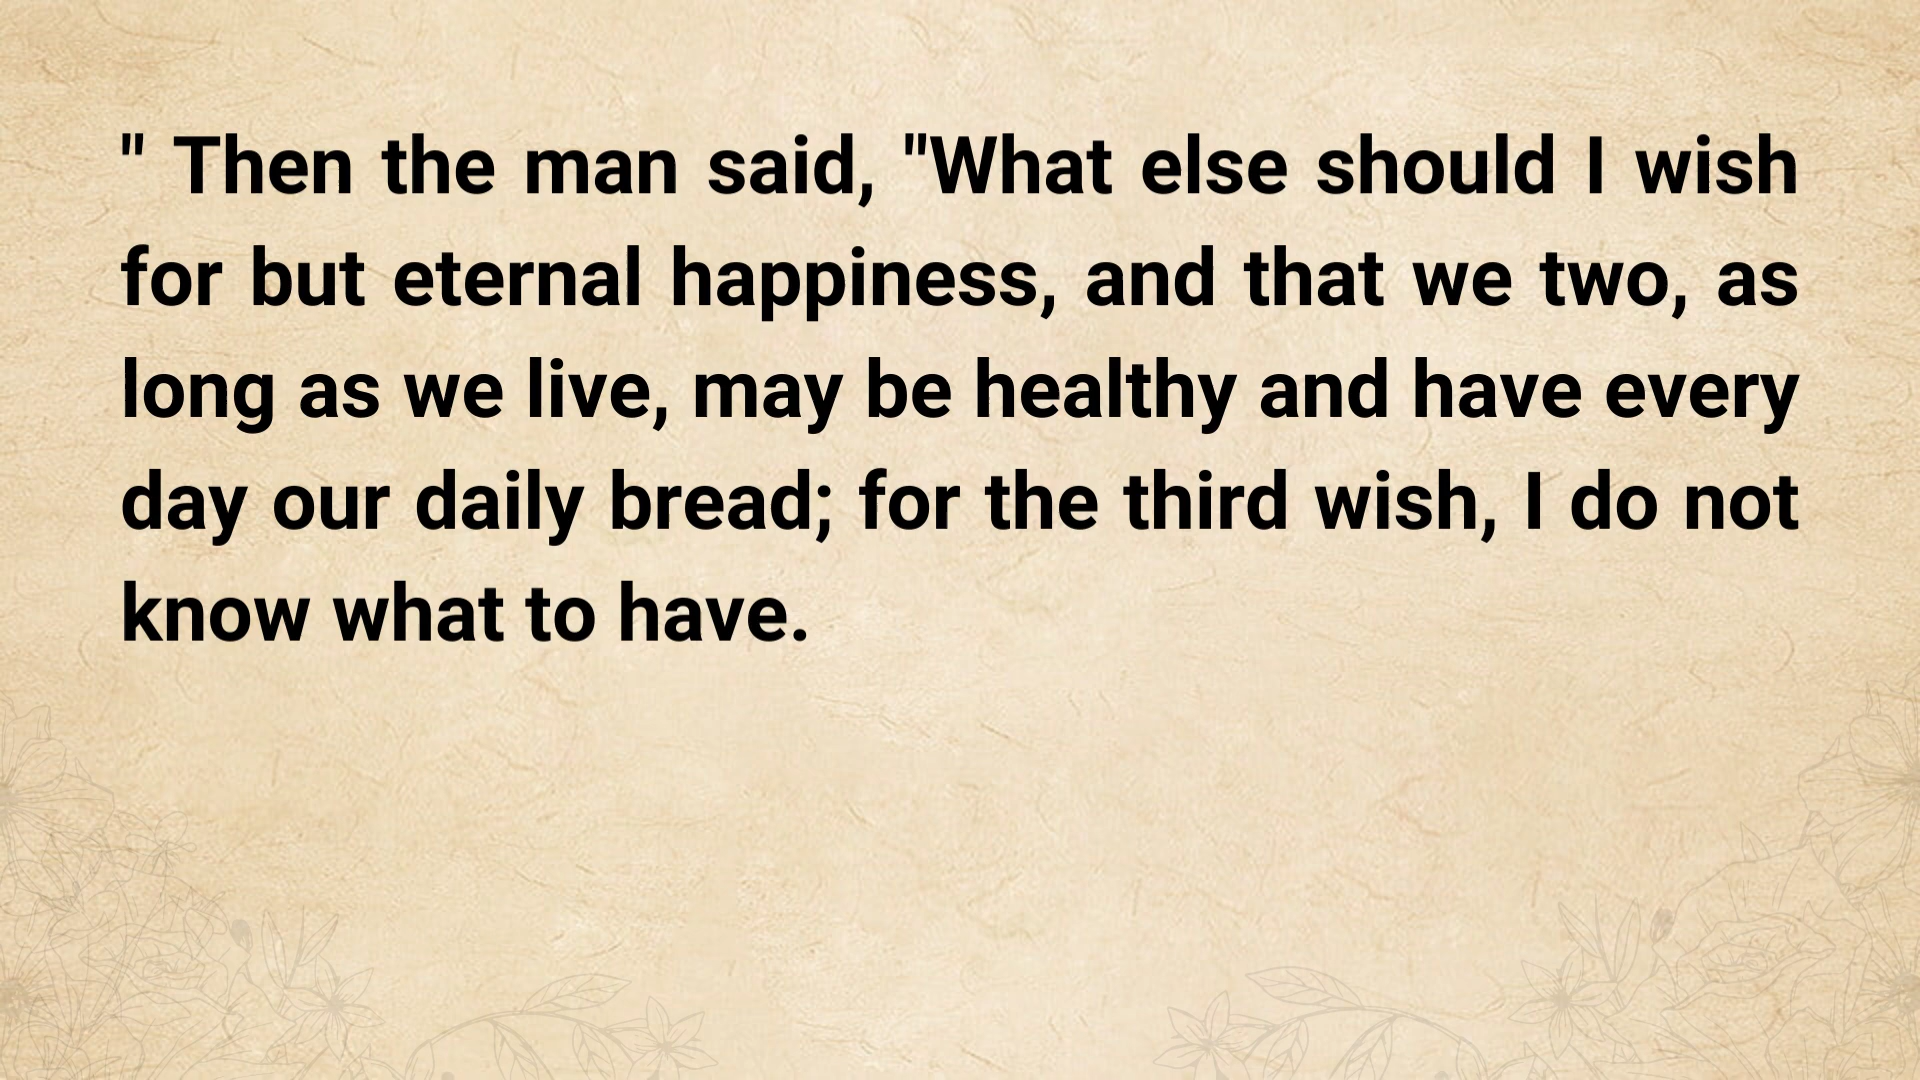 " Then the man said, "What else should I wish
for but eternal happiness, and that we two, as
long as we live, may be healthy and have every
day our daily bread; for the third wish, I do not
know what to have.